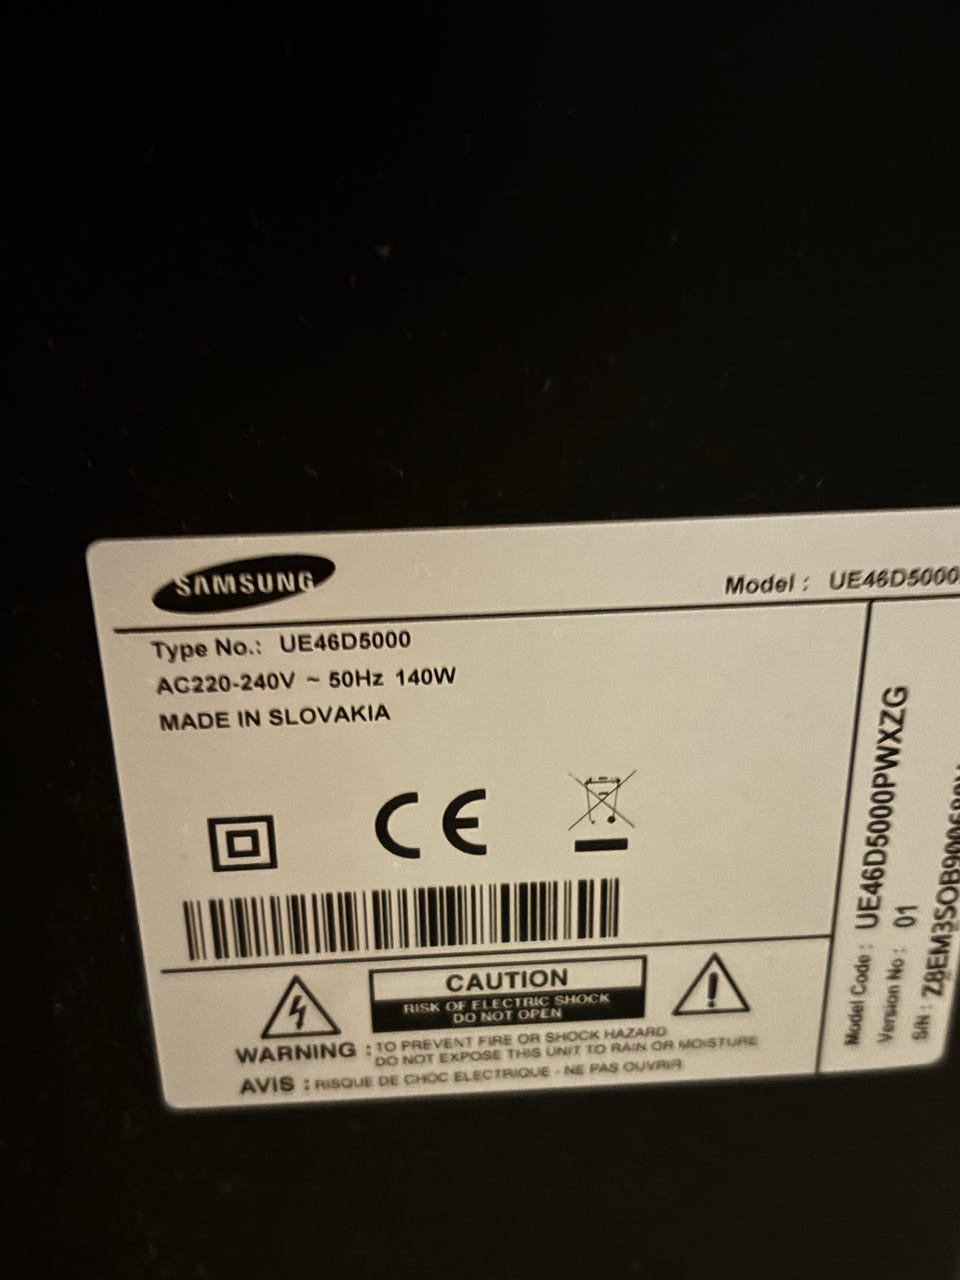 SAMSUNG
Model : UE46D5000
Type No.: UE46D5000
AC220-240V ~ 50Hz 140W
MADE IN SLOVAKIA
CE
CAUTION
RISK OF ELECTRIC SHOCK
DO NOT OPEN
WARNING : TO PREVENT FIRE OR SHOCK HAZARD
DO NOT EXPOSE THIS UNIT TO RAIN OR MOISTURE
AVIS : RISQUE DE CHOC ELECTRIQUE - NE PAS OUVRIR
Model Code : UE46D5000PWXZG
Version No : 01
S/N :